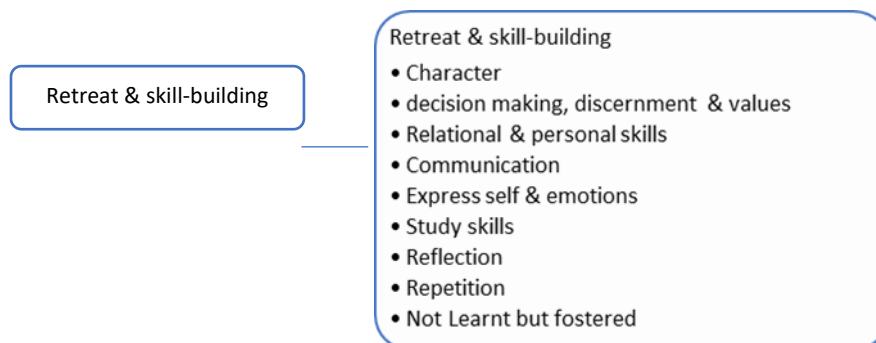 Retreat & skill-building
Retreat & skill-building
• Character
• decision making, discernment & values
• Relational & personal skills
• Communication
• Express self & emotions
• Study skills
• Reflection
• Repetition
• Not Learnt but fostered